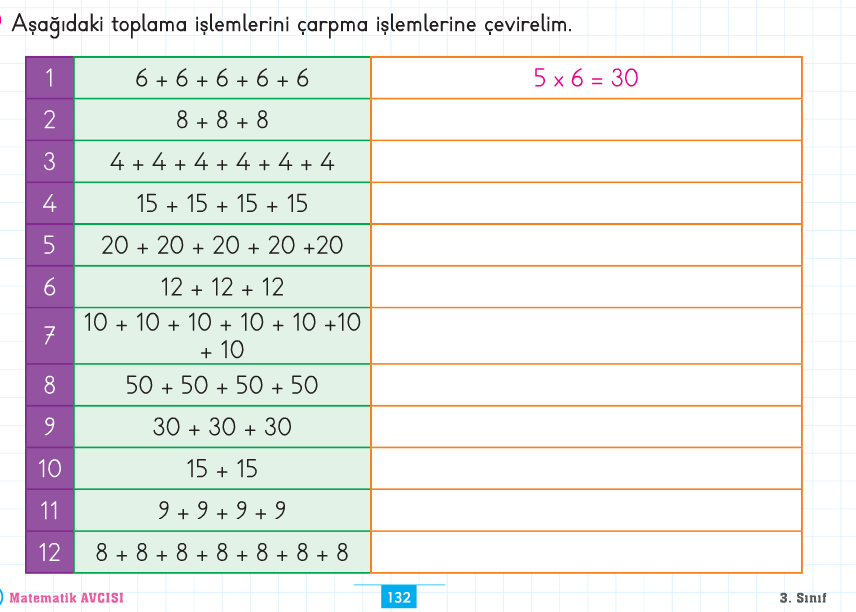 Aşağıdaki toplama işlemlerini çarpma işlemlerine çevirelim.
1 6 + 6 + 6 + 6 + 6 5 x 6 = 30
2 8 + 8 + 8
3 4 + 4 + 4 + 4 + 4 + 4
4 15 + 15 + 15 + 15
5 20 + 20 + 20 + 20 +20
6 12 + 12 + 12
7 10 + 10 + 10 + 10 + 10 +10
+ 10
8 50 + 50 + 50 + 50
9 30 + 30 + 30
10 15 + 15
11 9 + 9 + 9 + 9
12 8 + 8 + 8 + 8 + 8 + 8 + 8
Matematik AVCISI 132 3. Sınıf